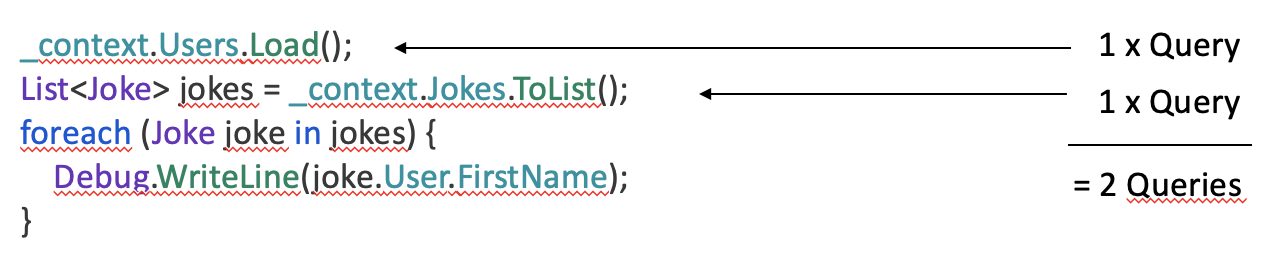 _context.Users.Load();
1 x Query
List<Joke> jokes = _context.Jokes.ToList();
1 x Query
foreach (Joke joke in jokes) {
Debug.WriteLine(joke.User.FirstName);
= 2 Queries
}